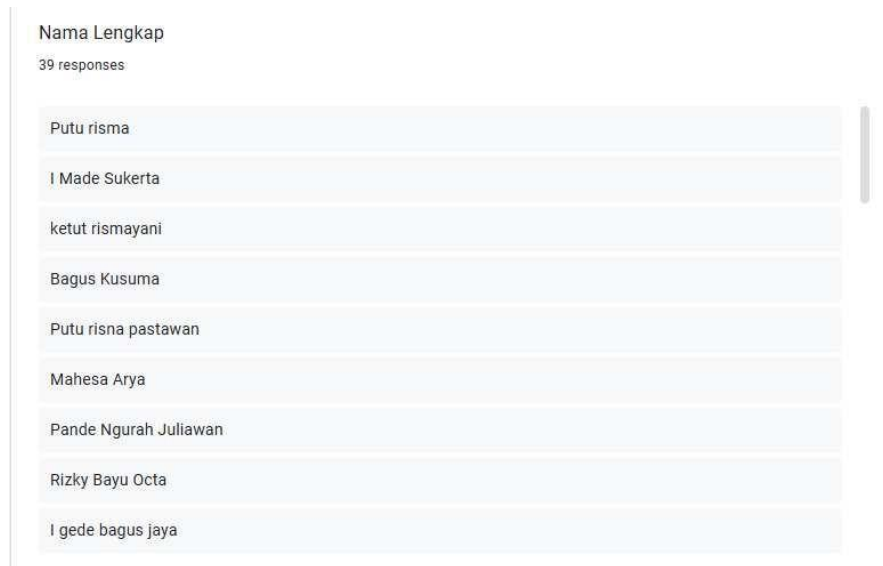 Nama Lengkap
39 responses
Putu risma
I Made Sukerta
ketut rismayani
Bagus Kusuma
Putu risna pastawan
Mahesa Arya
Pande Ngurah Juliawan
Rizky Bayu Octa
I gede bagus jaya